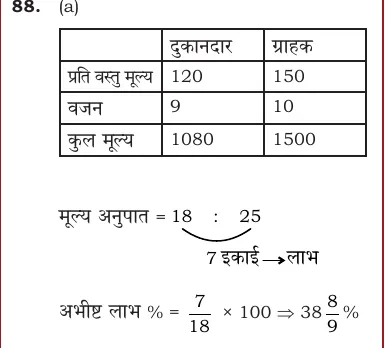 88. (a)
दुकानदार ग्राहक
प्रति वस्तु मूल्य 120 150
वजन 9 10
कुल मूल्य 1080 1500
मूल्य अनुपात = 18 : 25
7 इकाई → लाभ
अभीष्ट लाभ % = 7/18 × 100 ⇒ 38 8/9 %